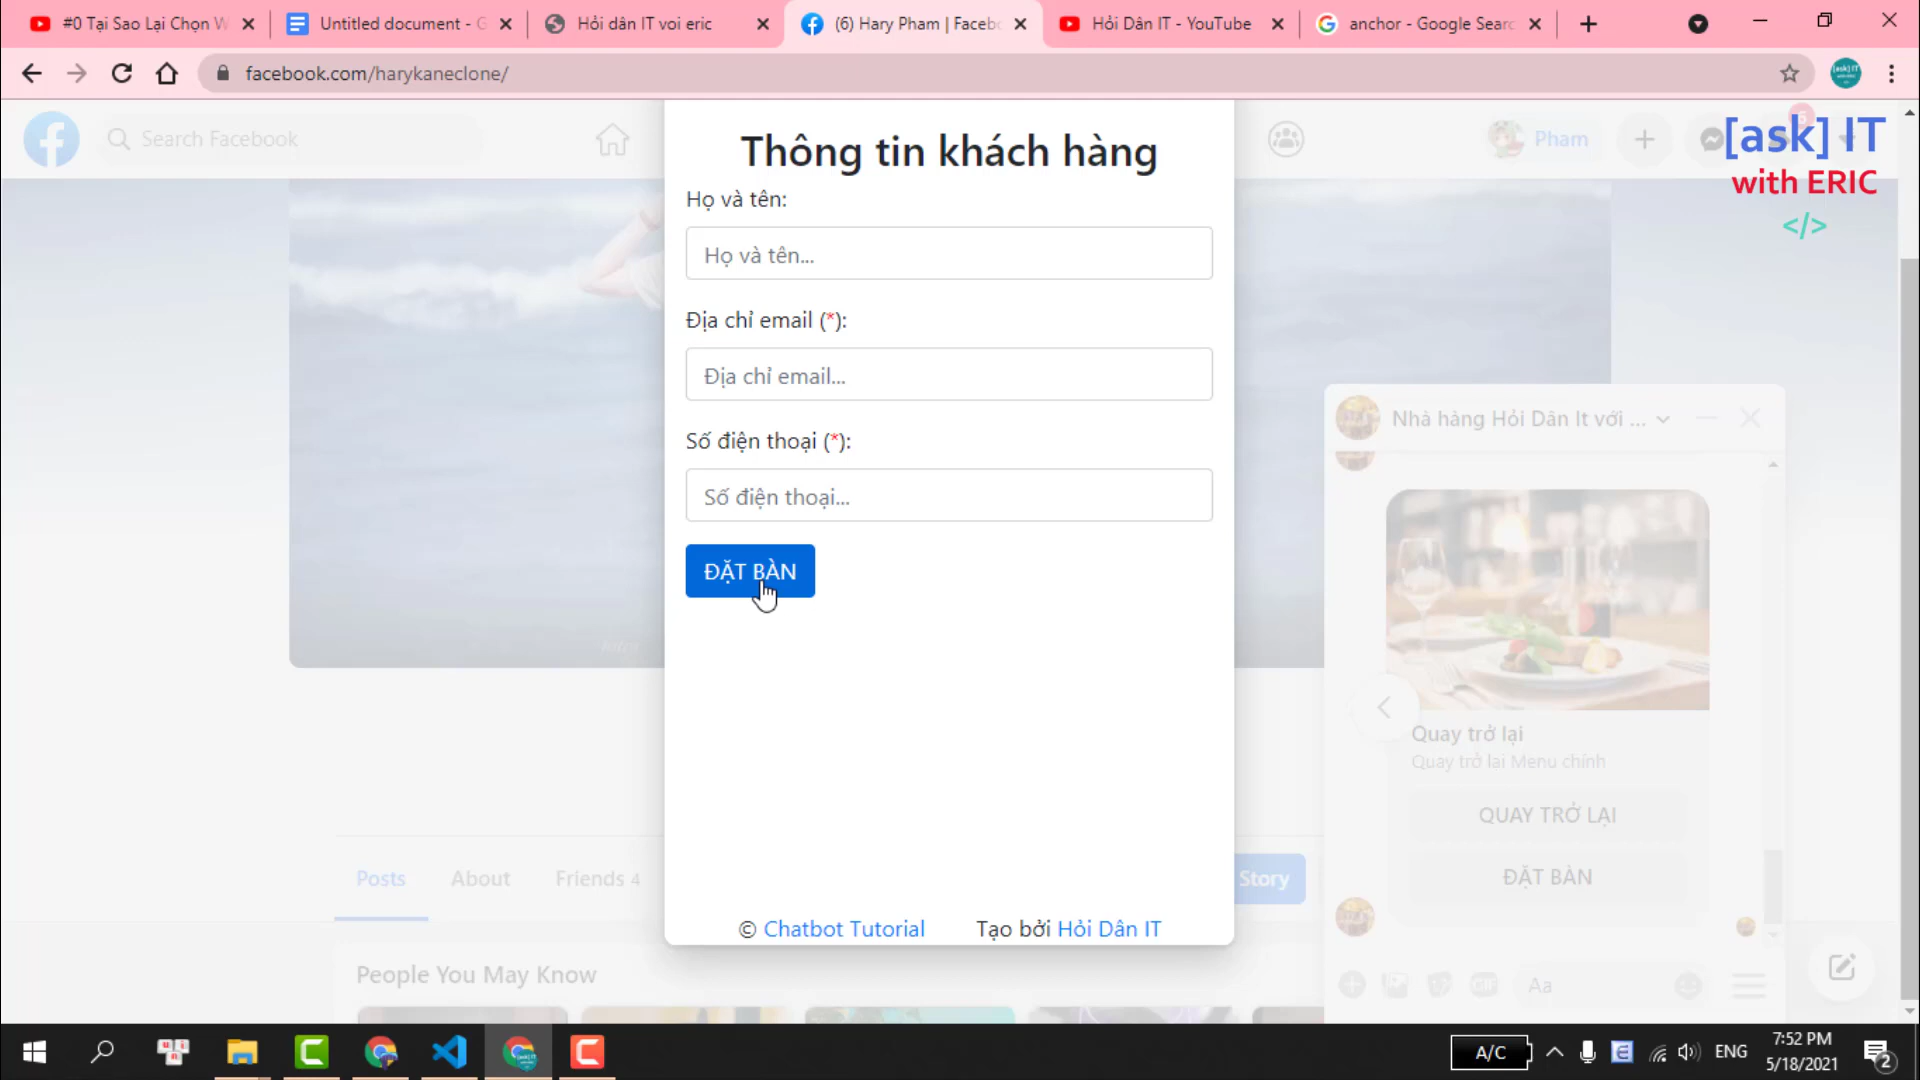 #0 Tại Sao Lại Chọn W
Untitled document - G
Hỏi dân IT voi eric
(6) Hary Pham | Facebo
Hỏi Dân IT - YouTube
anchor - Google Searc
facebook.com/harykaneclone/
Search Facebook
Pham
[ask] IT
with ERIC
</>
Thông tin khách hàng
Họ và tên:
Họ và tên...
Địa chỉ email (*):
Địa chỉ email...
Số điện thoại (*):
Số điện thoại...
ĐẶT BÀN
Nhà hàng Hỏi Dân It với ...
Quay trở lại
Quay trở lai Menu chính
QUAY TRỞ LẠI
ĐẶT BÀN
Posts
About
Friends 4
Story
© Chatbot Tutorial
Tạo bởi Hỏi Dân IT
People You May Know
GIF
Aa
A/C
ENG
7:52 PM
5/18/2021
2